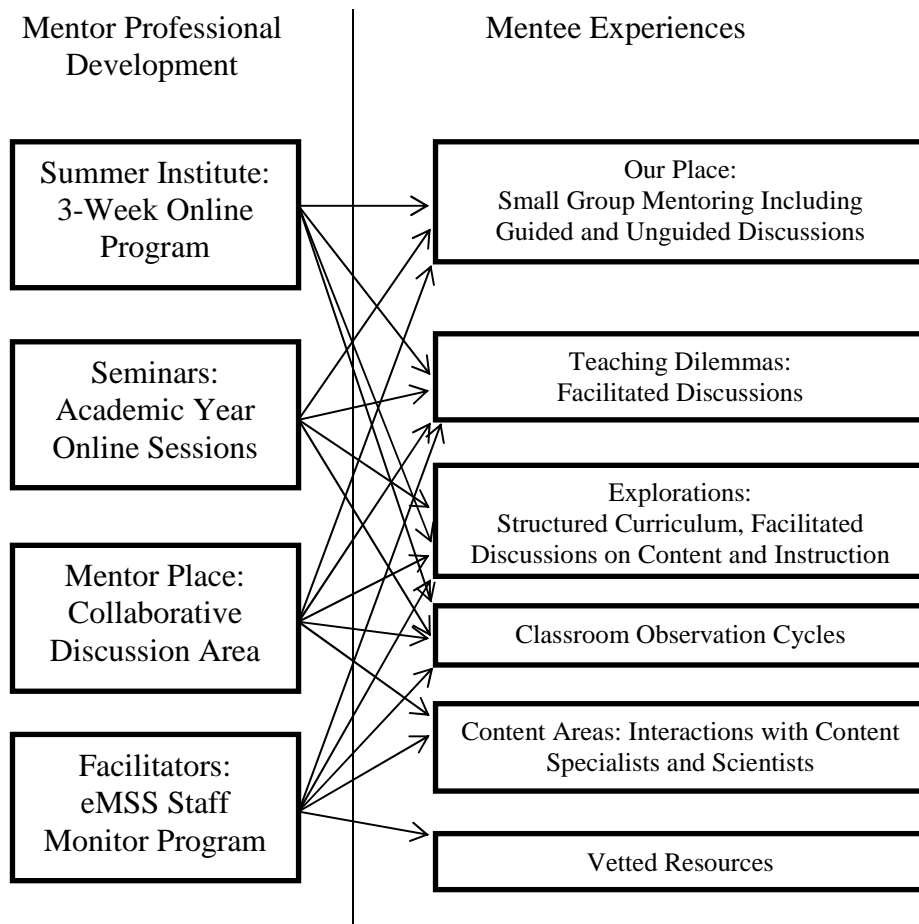 Mentor Professional
Development
Mentee Experiences
Summer Institute:
3-Week Online
Program
Seminars:
Academic Year
Online Sessions
Mentor Place:
Collaborative
Discussion Area
Facilitators:
eMSS Staff
Monitor Program
Our Place:
Small Group Mentoring Including
Guided and Unguided Discussions
Teaching Dilemmas:
Facilitated Discussions
Explorations:
Structured Curriculum, Facilitated
Discussions on Content and Instruction
Classroom Observation Cycles
Content Areas: Interactions with Content
Specialists and Scientists
Vetted Resources